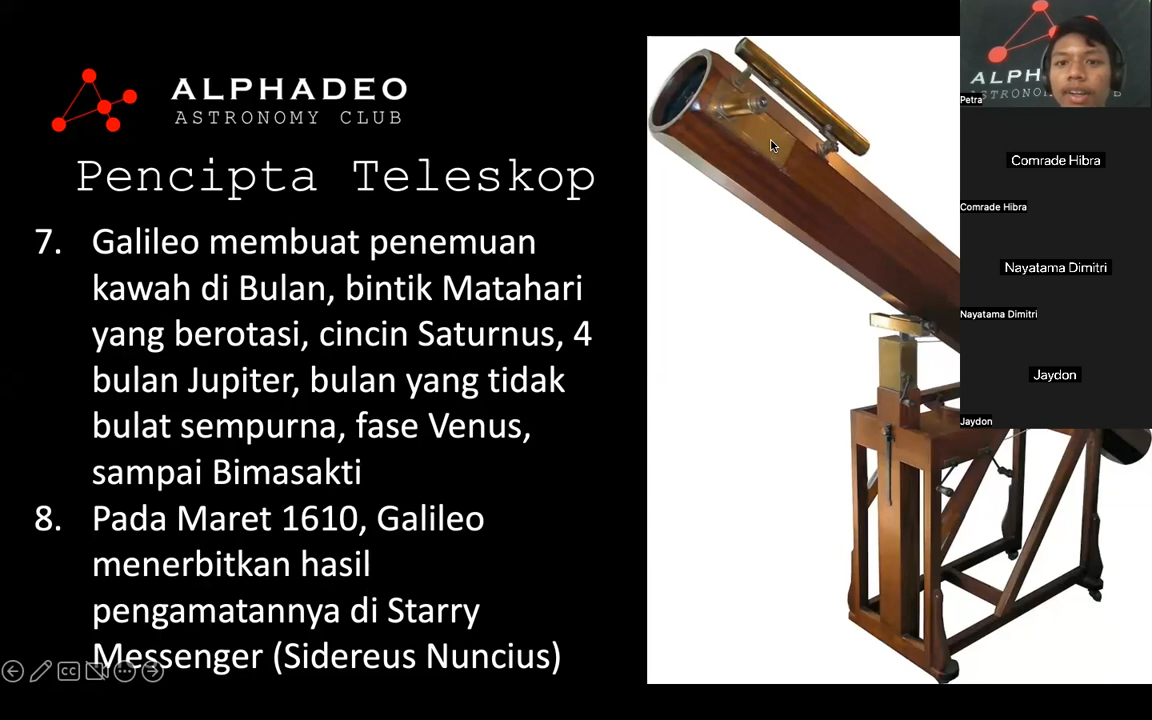 ALPHADEO
ASTRONOMY CLUB
Pencipta Teleskop
7. Galileo membuat penemuan
kawah di Bulan, bintik Matahari
yang berotasi, cincin Saturnus, 4
bulan Jupiter, bulan yang tidak
bulat sempurna, fase Venus,
sampai Bimasakti
8. Pada Maret 1610, Galileo
menerbitkan hasil
pengamatannya di Starry
Messenger (Sidereus Nuncius)
CC
Petra
Comrade Hibra
Comrade Hibra
Nayatama Dimitri
Nayatama Dimitri
Jaydon
Jaydon